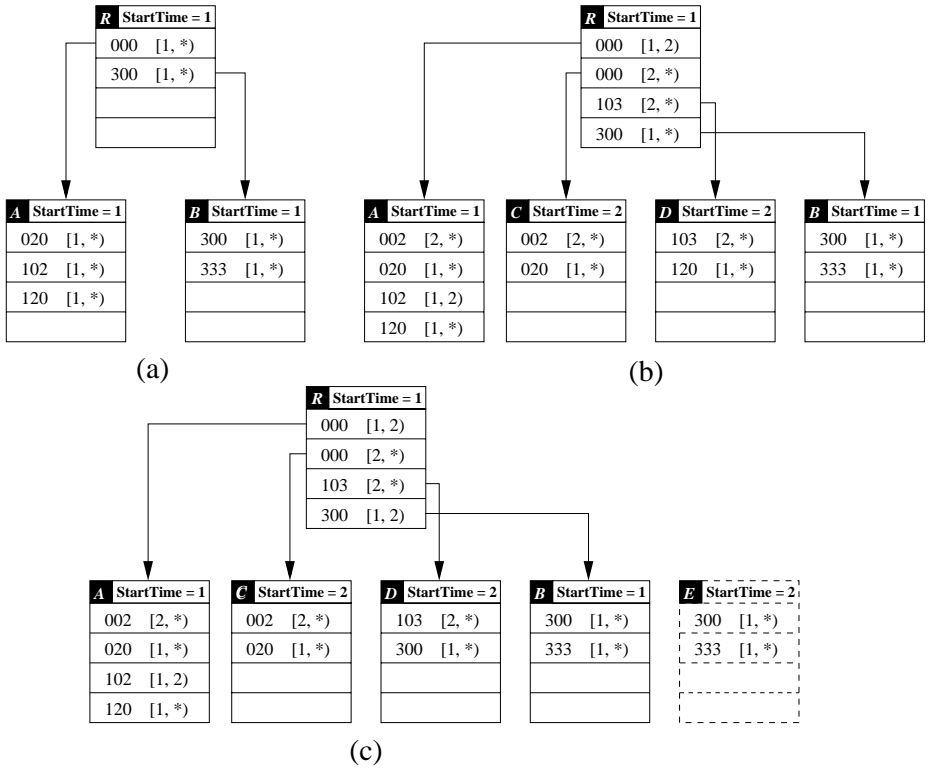 R StartTime = 1
000 [1, *)
300 [1, *)
A StartTime = 1
020 [1, *)
102 [1, *)
120 [1, *)
B StartTime = 1
300 [1, *)
333 [1, *)
(a)
R StartTime = 1
000 [1, 2)
000 [2, *)
103 [2, *)
300 [1, *)
A StartTime = 1
002 [2, *)
020 [1, *)
102 [1, 2)
120 [1, *)
C StartTime = 2
002 [2, *)
020 [1, *)
D StartTime = 2
103 [2, *)
120 [1, *)
B StartTime = 1
300 [1, *)
333 [1, *)
(b)
R StartTime = 1
000 [1, 2)
000 [2, *)
103 [2, *)
300 [1, 2)
A StartTime = 1
002 [2, *)
020 [1, *)
102 [1, 2)
120 [1, *)
C StartTime = 2
002 [2, *)
020 [1, *)
D StartTime = 2
103 [2, *)
300 [1, *)
B StartTime = 1
300 [1, *)
333 [1, *)
E StartTime = 2
300 [1, *)
333 [1, *)
(c)